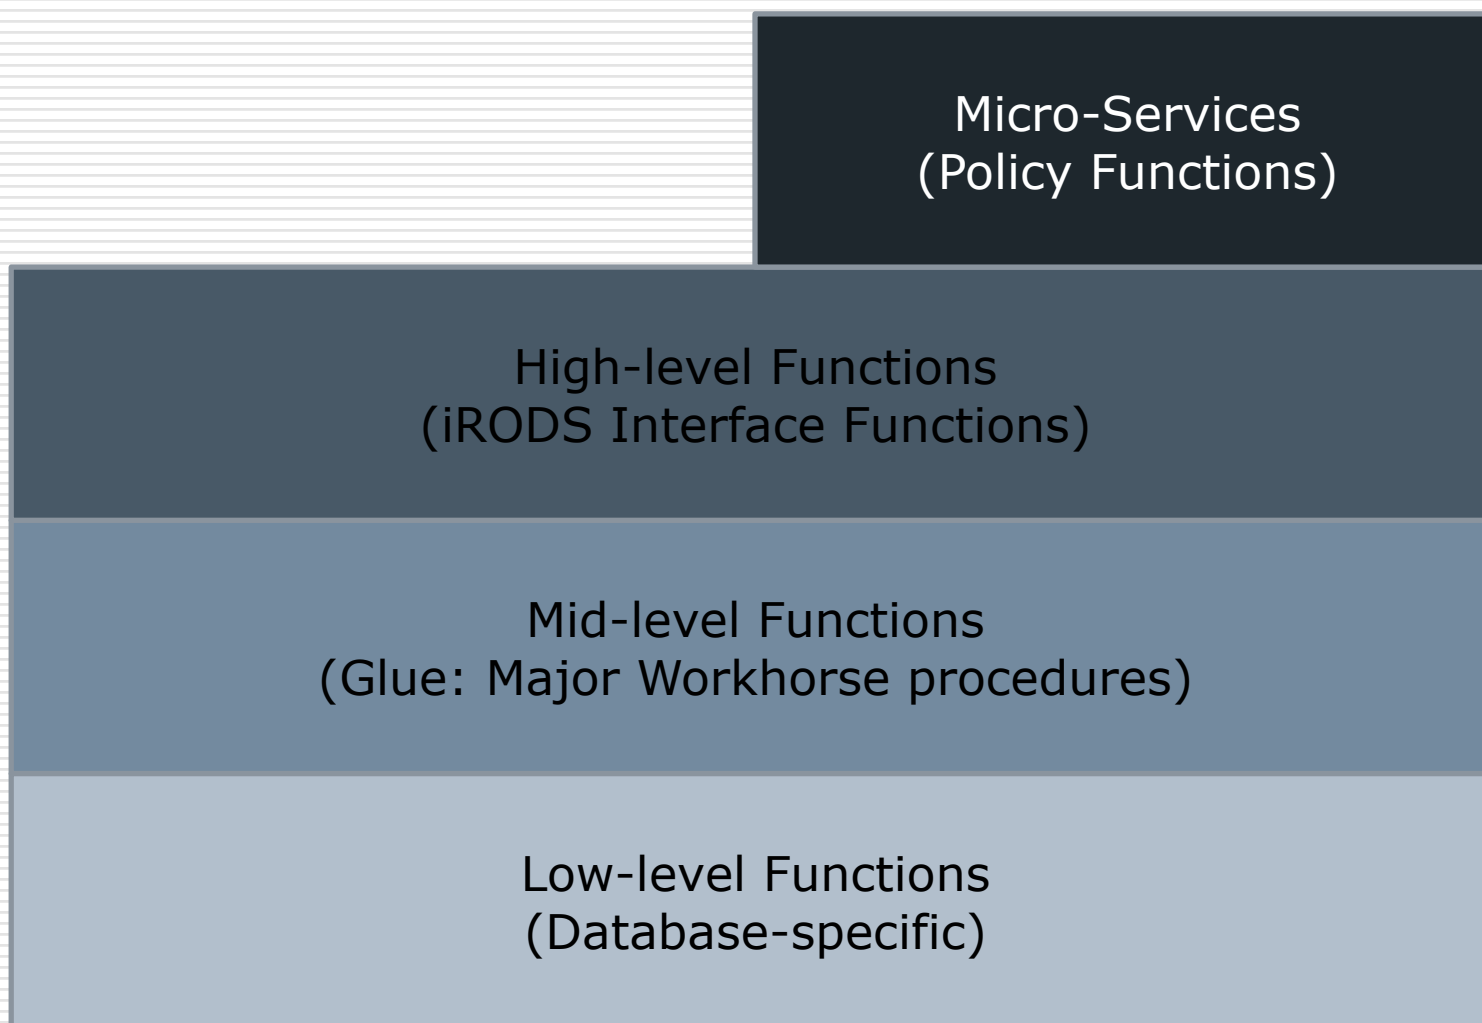 Micro-Services
(Policy Functions)
High-level Functions
(iRODS Interface Functions)
Mid-level Functions
(Glue: Major Workhorse procedures)
Low-level Functions
(Database-specific)